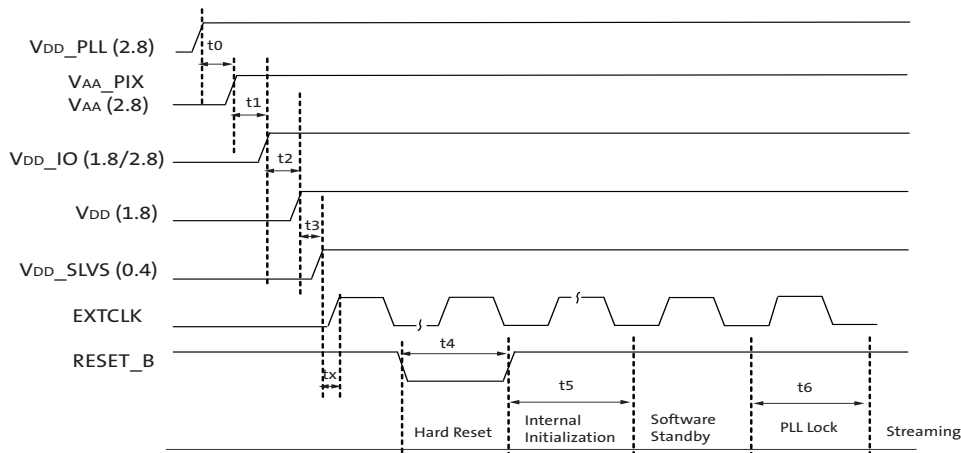 VDD_PLL (2.8)
t0
VAA_PIX
VAA (2.8)
t1
VDD_IO (1.8/2.8)
t2
VDD (1.8)
t3
VDD_SLVS (0.4)
EXTCLK
RESET_B
t4
tx
t5
t6
Hard Reset
Internal
Initialization
Software
Standby
PLL Lock
Streaming